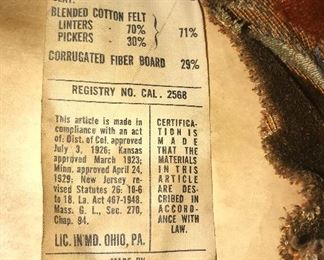 BLENDED COTTON FELT
LINTERS - 70%
PICKERS - 30%
71%
CORRUGATED FIBER BOARD 29%
REGISTRY NO. CAL. 2568
This article is made in
compliance with an act
of. Dist. of Col. approved
July 3, 1926; Kansas
approved March 1923;
Minn. approved April 24,
1929; New Jersey re-
vised Statutes 26: 10-6
to 18. La. Act 467-1948.
Mass. G. L., Sec. 270,
Chap. 94.
LIC. IN MD. OHIO, PA.
CERTIFICA-
TION IS
MADE
THAT THE
MATERIALS
IN THIS
ARTICLE
ARE DES-
CRIBED IN
ACCORD-
ANCE WITH
LAW.
MADE BY